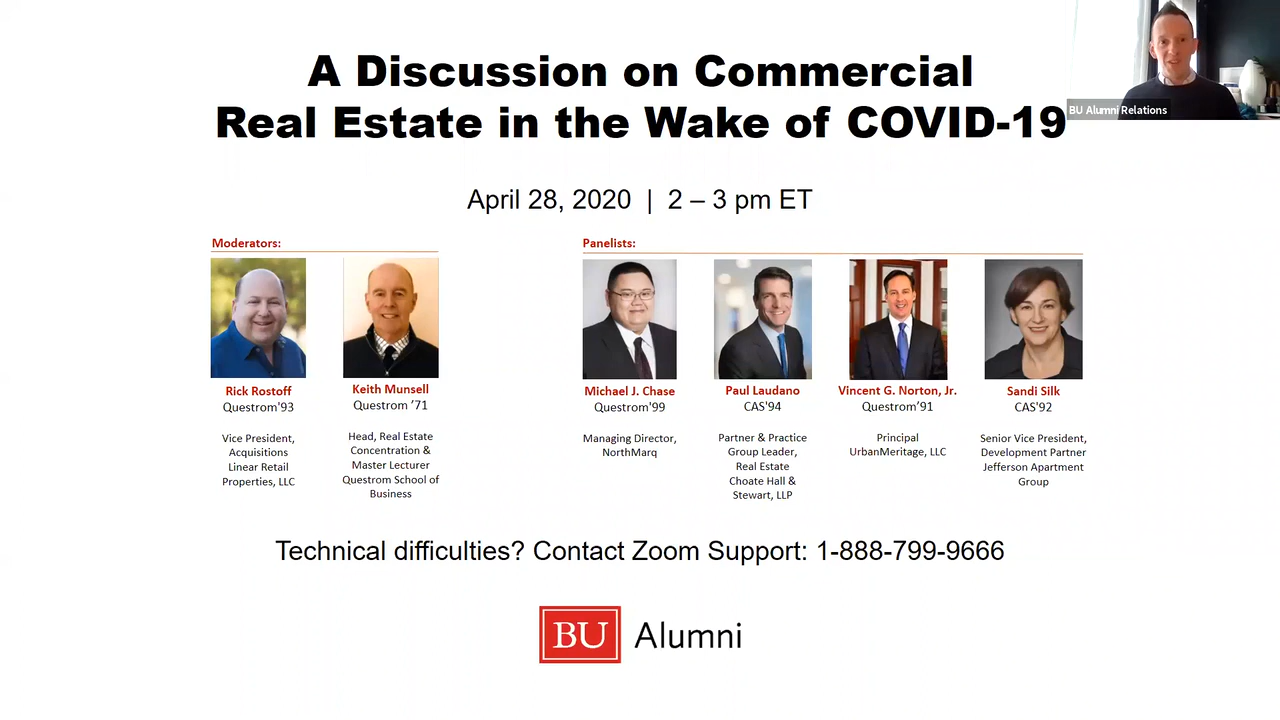 A Discussion on Commercial
Real Estate in the Wake of COVID-19
BU Alumni Relations
April 28, 2020 | 2 – 3 pm ET
Moderators:
Rick Rostoff
Questrom'93
Vice President,
Acquisitions
Linear Retail
Properties, LLC
Keith Munsell
Questrom ’71
Head, Real Estate
Concentration &
Master Lecturer
Questrom School of
Business
Panelists:
Michael J. Chase
Questrom'99
Managing Director,
NorthMarq
Paul Laudano
CAS'94
Partner & Practice
Group Leader,
Real Estate
Choate Hall &
Stewart, LLP
Vincent G. Norton, Jr.
Questrom’91
Principal
UrbanMeritage, LLC
Sandi Silk
CAS'92
Senior Vice President,
Development Partner
Jefferson Apartment
Group
Technical difficulties? Contact Zoom Support: 1-888-799-9666
BU Alumni